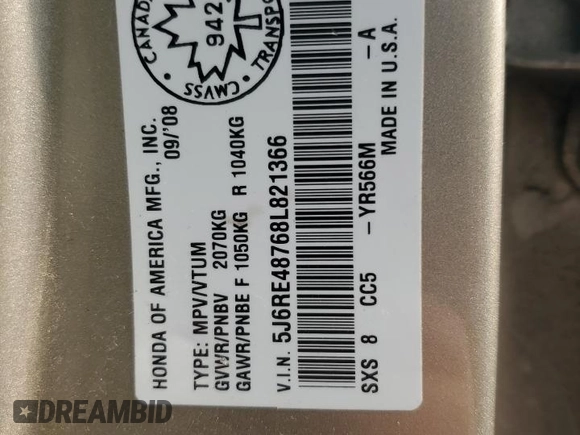 CANADA
942
CMVSS
TRANSPO
HONDA OF AMERICA MFG., INC.
09/'08
TYPE: MPV/VTUM
GVWR/PNBV 2070KG
GAWR/PNBE F 1050KG R 1040KG
V.I.N. 5J6RE48768L821366
SXS 8 CC5 -YR566M -A
MADE IN U.S.A.
DREAMBID